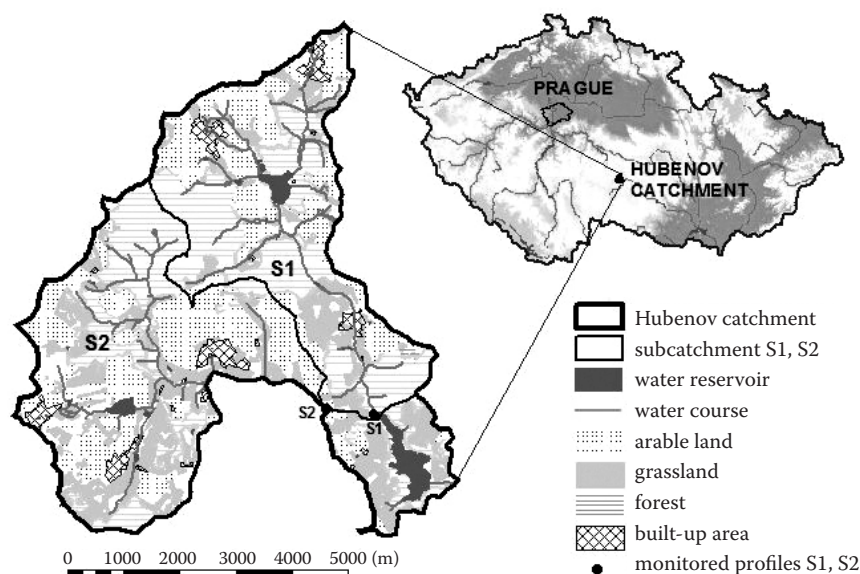 PRAGUE
HUBENOV
CATCHMENT
S1
S2
S2
S1
Hubenov catchment
subcatchment S1, S2
water reservoir
water course
arable land
grassland
forest
built-up area
monitored profiles S1, S2
0 1000 2000 3000 4000 5000 (m)